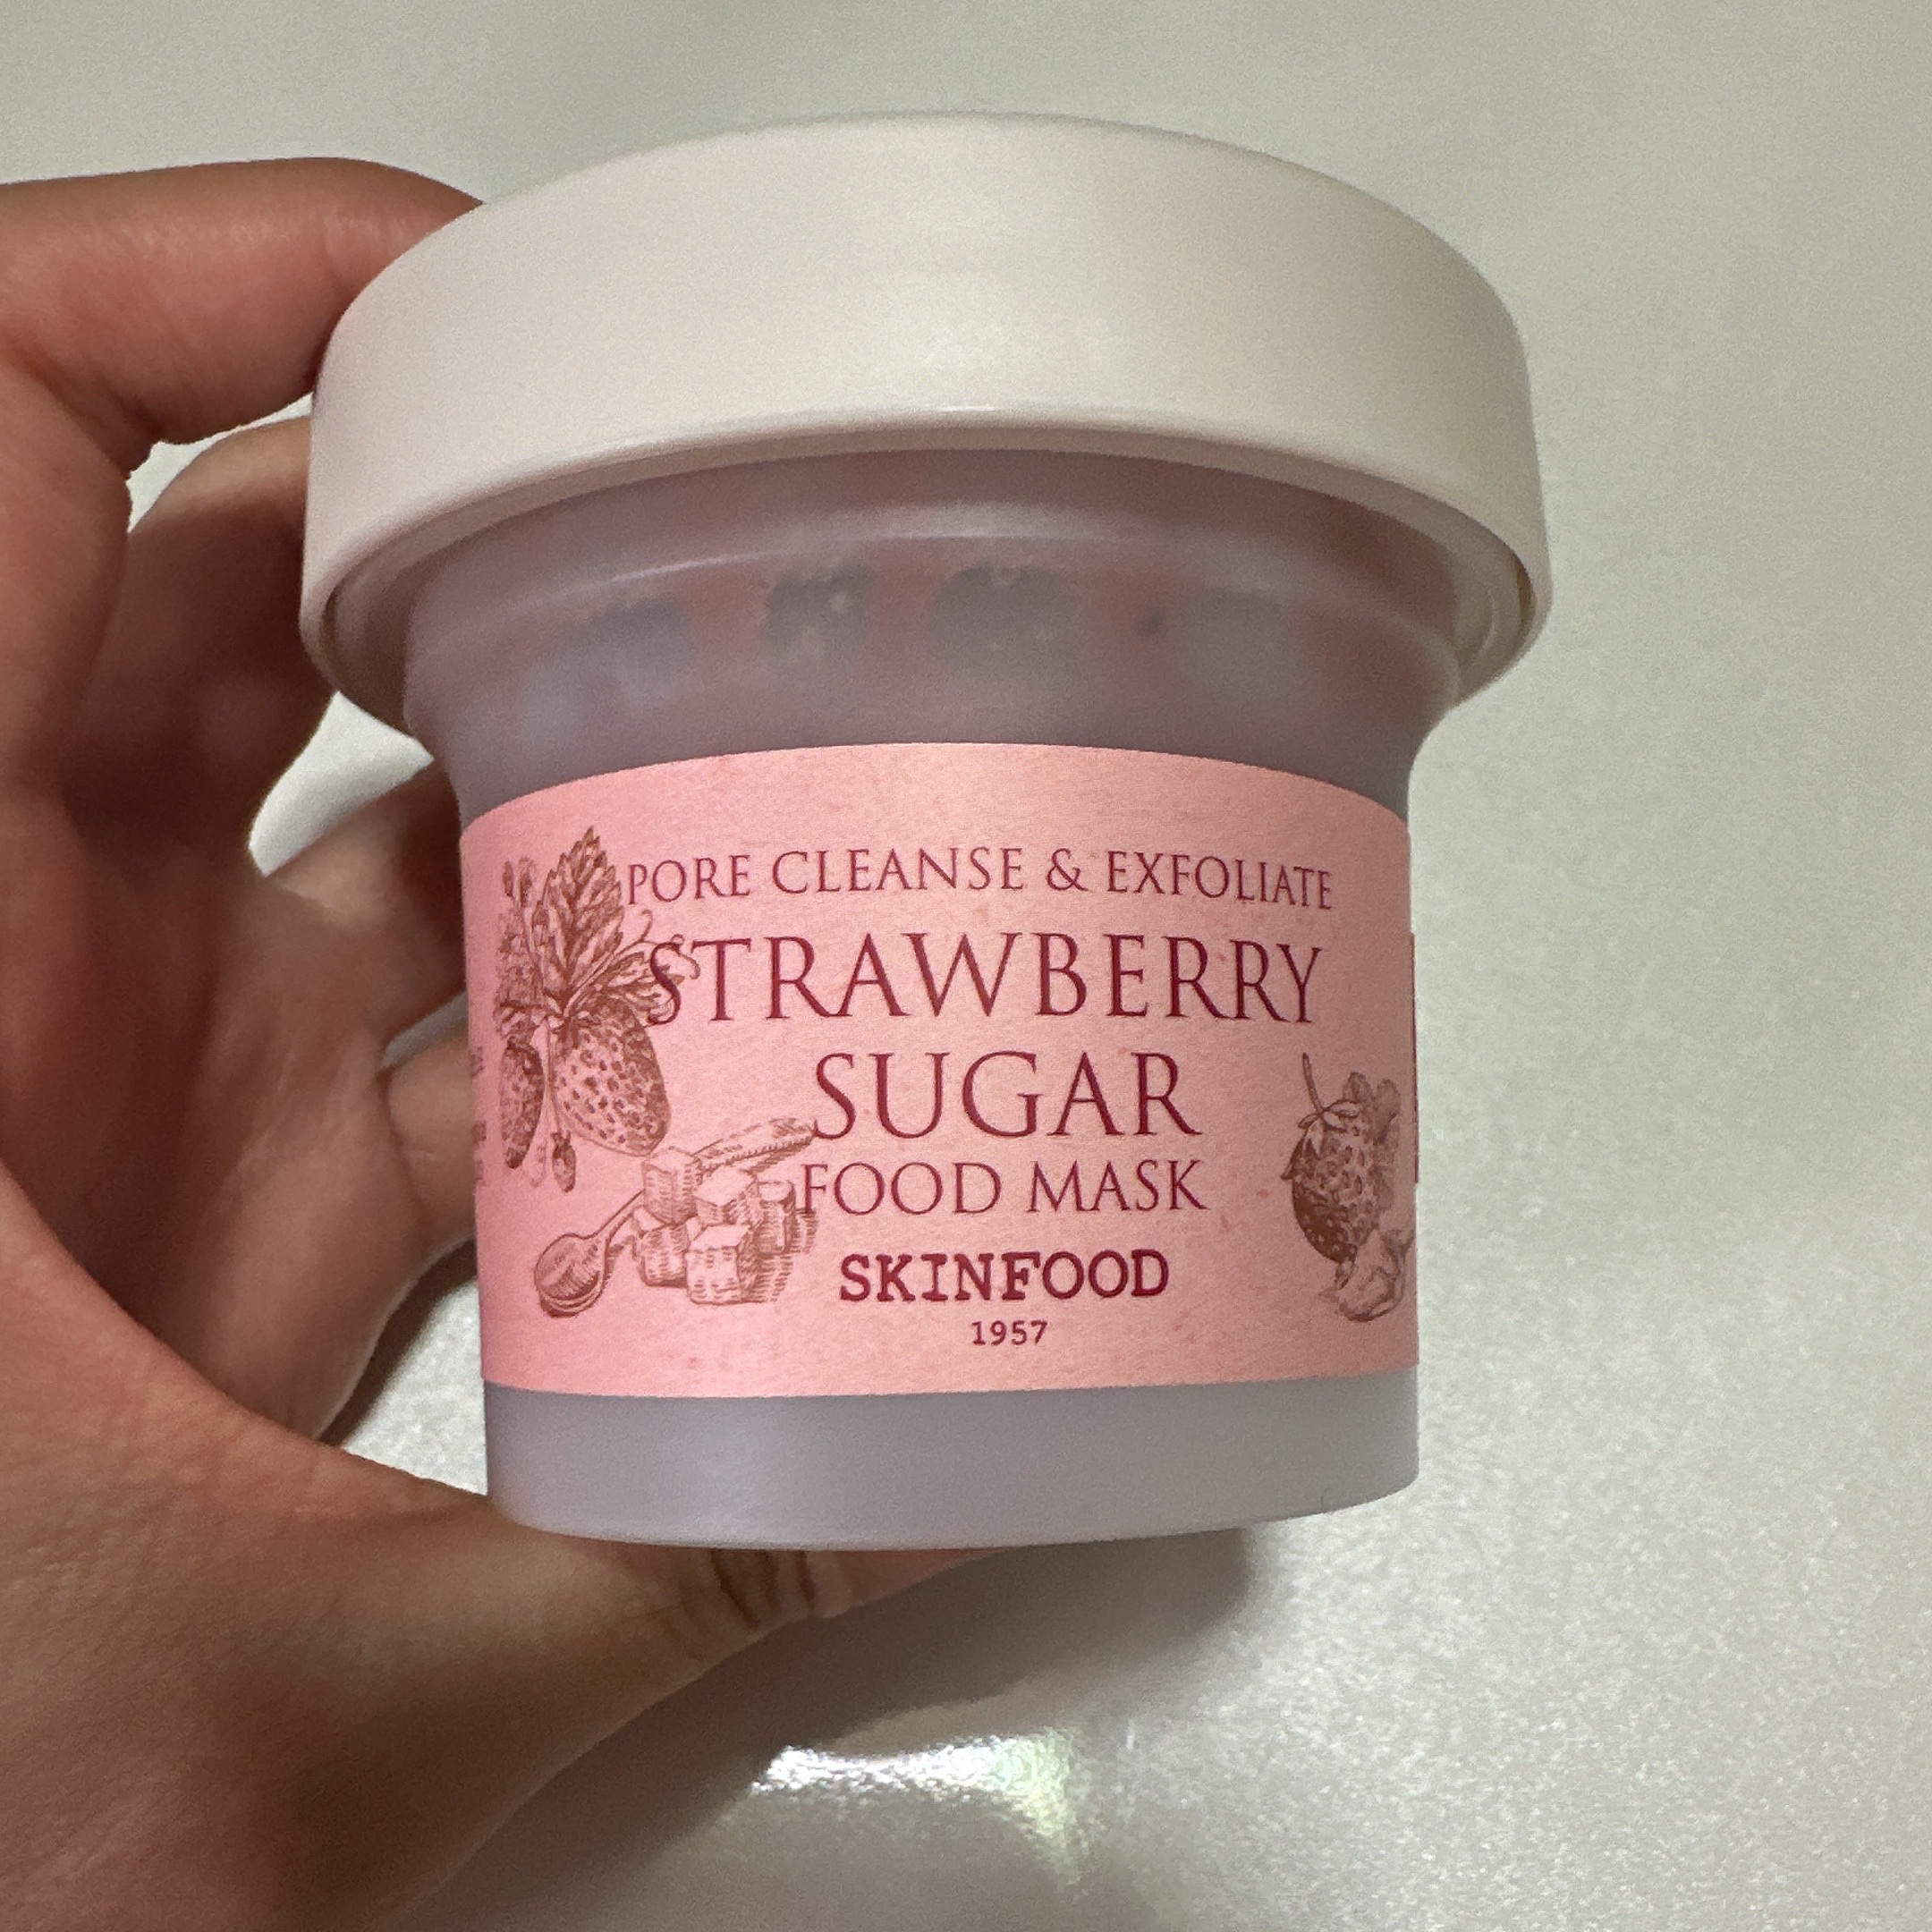 PORE CLEANSE & EXFOLIATE
STRAWBERRY
SUGAR
FOOD MASK
SKINFOOD
1957